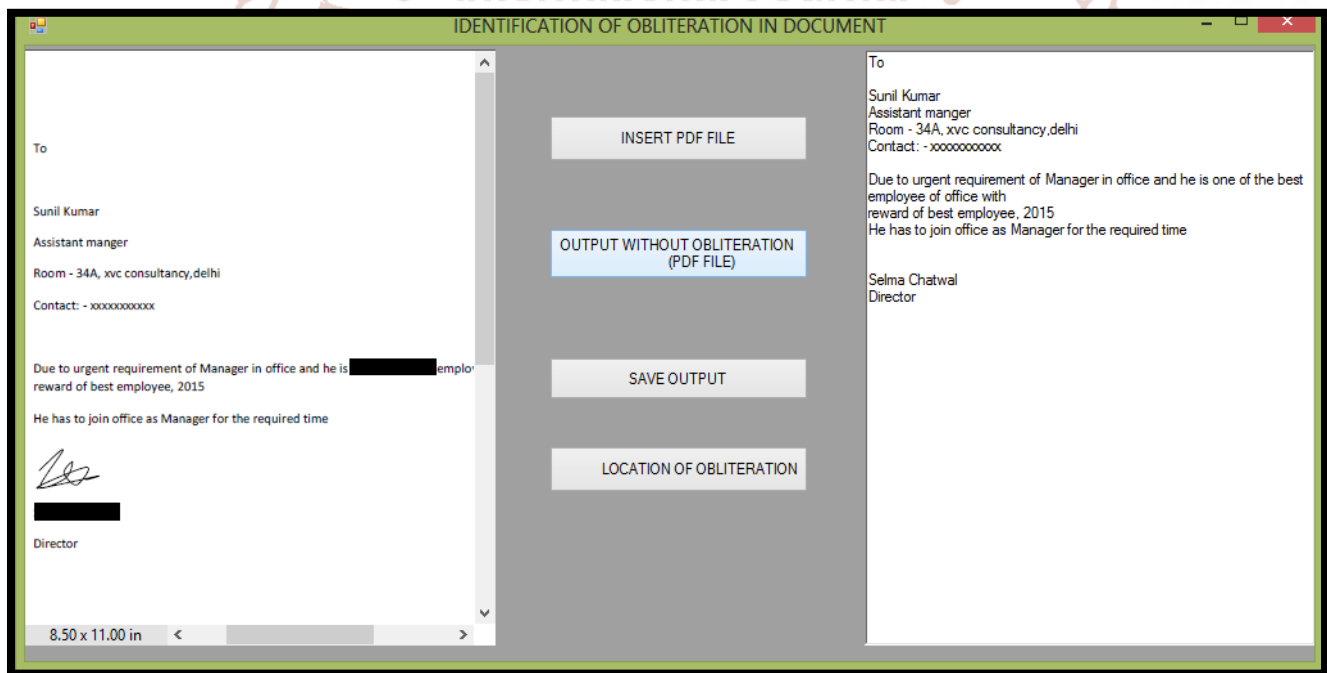 IDENTIFICATION OF OBLITERATION IN DOCUMENT
To
Sunil Kumar
Assistant manger
Room - 34A, xvc consultancy,delhi
Contact: - xxxxxxxxxxx
Due to urgent requirement of Manager in office and he is emplo
reward of best employee, 2015
He has to join office as Manager for the required time
Director
8.50 x 11.00 in
INSERT PDF FILE
OUTPUT WITHOUT OBLITERATION
(PDF FILE)
SAVE OUTPUT
LOCATION OF OBLITERATION
To
Sunil Kumar
Assistant manger
Room - 34A, xvc consultancy,delhi
Contact: - xxxxxxxxxxx
Due to urgent requirement of Manager in office and he is one of the best
employee of office with
reward of best employee, 2015
He has to join office as Manager for the required time
Selma Chatwal
Director